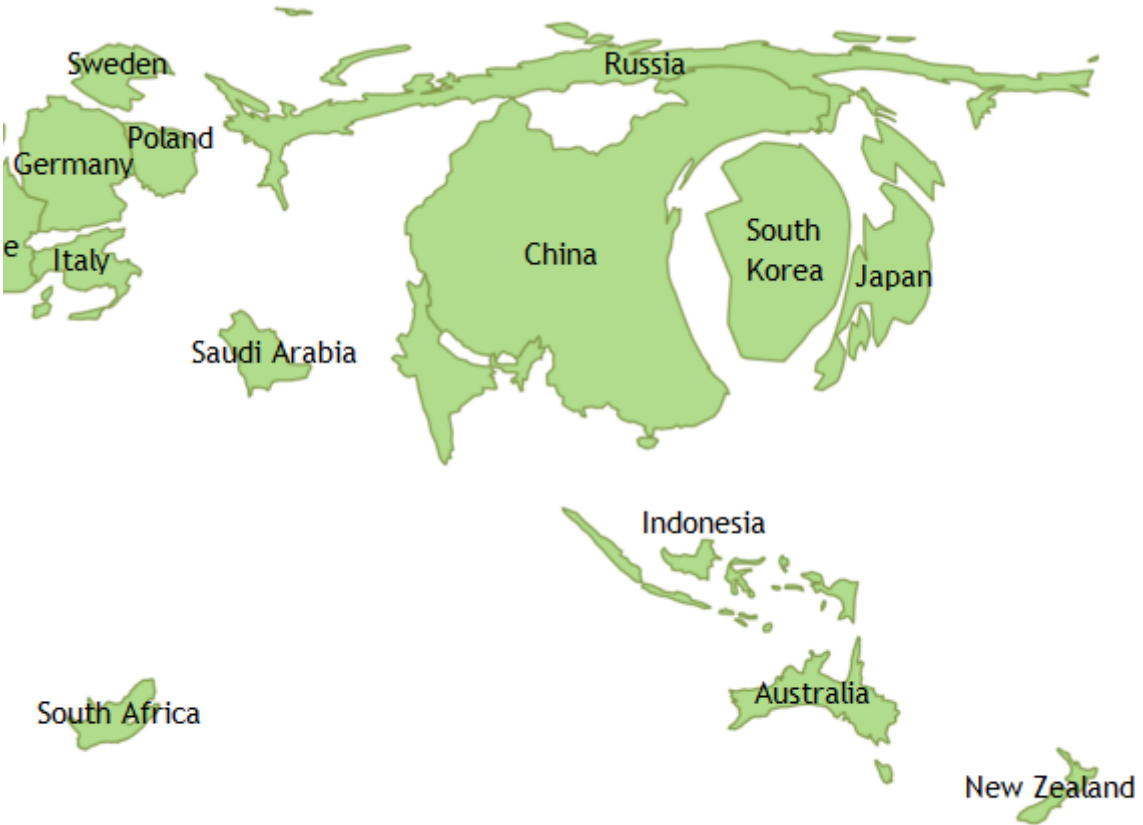 Sweden
Russia
Poland
Germany
South
Korea
e
Italy
China
Japan
Saudi Arabia
Indonesia
Australia
South Africa
New Zealand